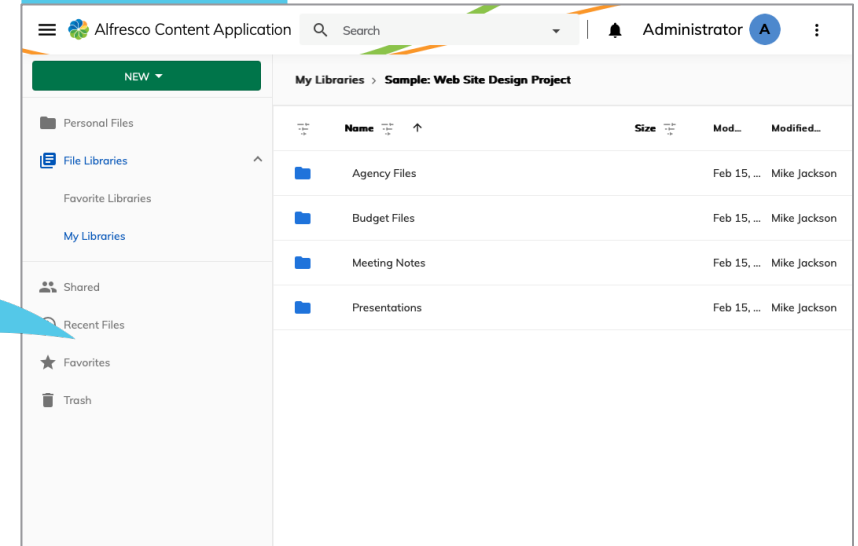 Alfresco Content Application Search Administrator A
NEW
My Libraries > Sample: Web Site Design Project
Personal Files
File Libraries
Favorite Libraries
My Libraries
Shared
Recent Files
Favorites
Trash
Name Size Mod... Modified...
Agency Files Feb 15, ... Mike Jackson
Budget Files Feb 15, ... Mike Jackson
Meeting Notes Feb 15, ... Mike Jackson
Presentations Feb 15, ... Mike Jackson